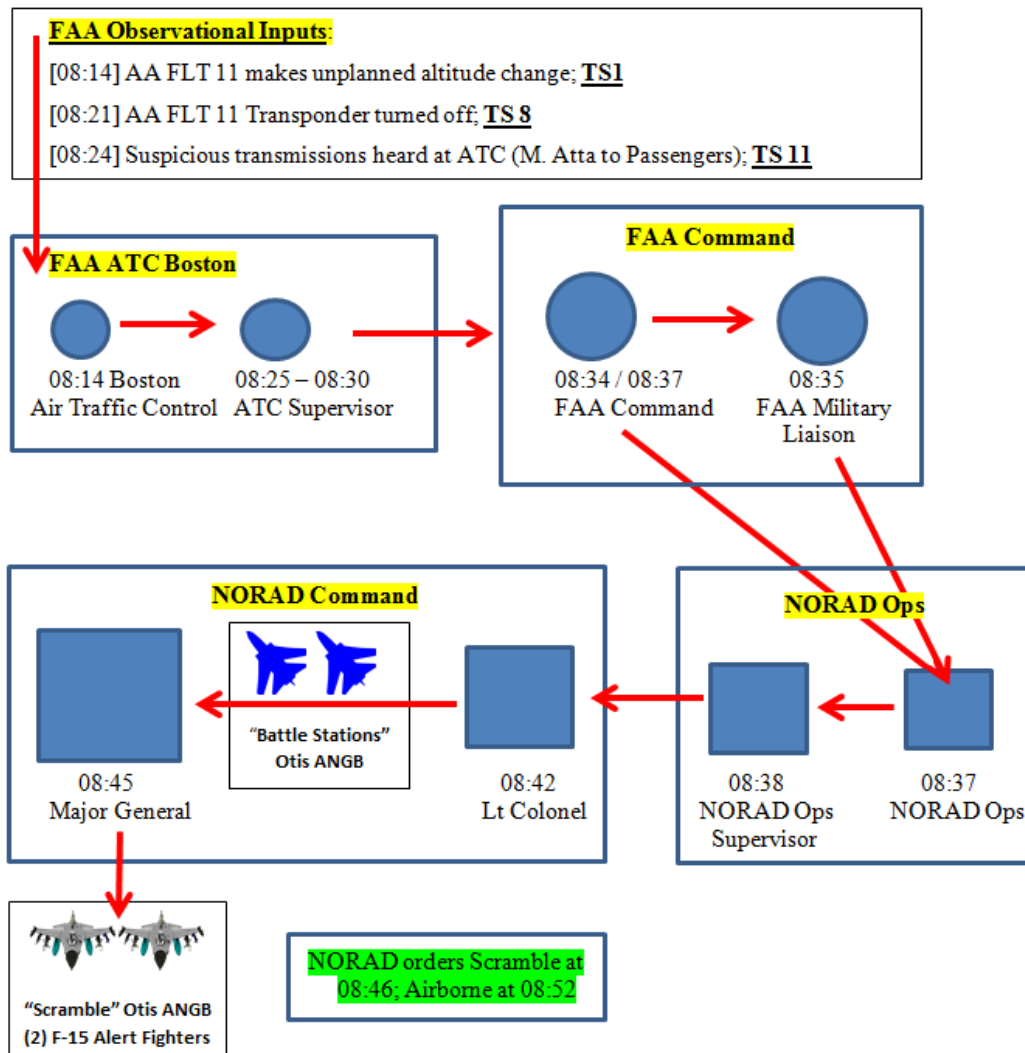 FAA Observational Inputs:
[08:14] AA FLT 11 makes unplanned altitude change; TS1
[08:21] AA FLT 11 Transponder turned off; TS 8
[08:24] Suspicious transmissions heard at ATC (M. Atta to Passengers); TS 11
FAA ATC Boston
08:14 Boston
Air Traffic Control
08:25 – 08:30
ATC Supervisor
FAA Command
08:34 / 08:37
FAA Command
08:35
FAA Military
Liaison
NORAD Command
"Battle Stations"
Otis ANGB
08:45
Major General
08:42
Lt Colonel
NORAD Ops
08:38
NORAD Ops
Supervisor
08:37
NORAD Ops
"Scramble" Otis ANGB
(2) F-15 Alert Fighters
NORAD orders Scramble at
08:46; Airborne at 08:52